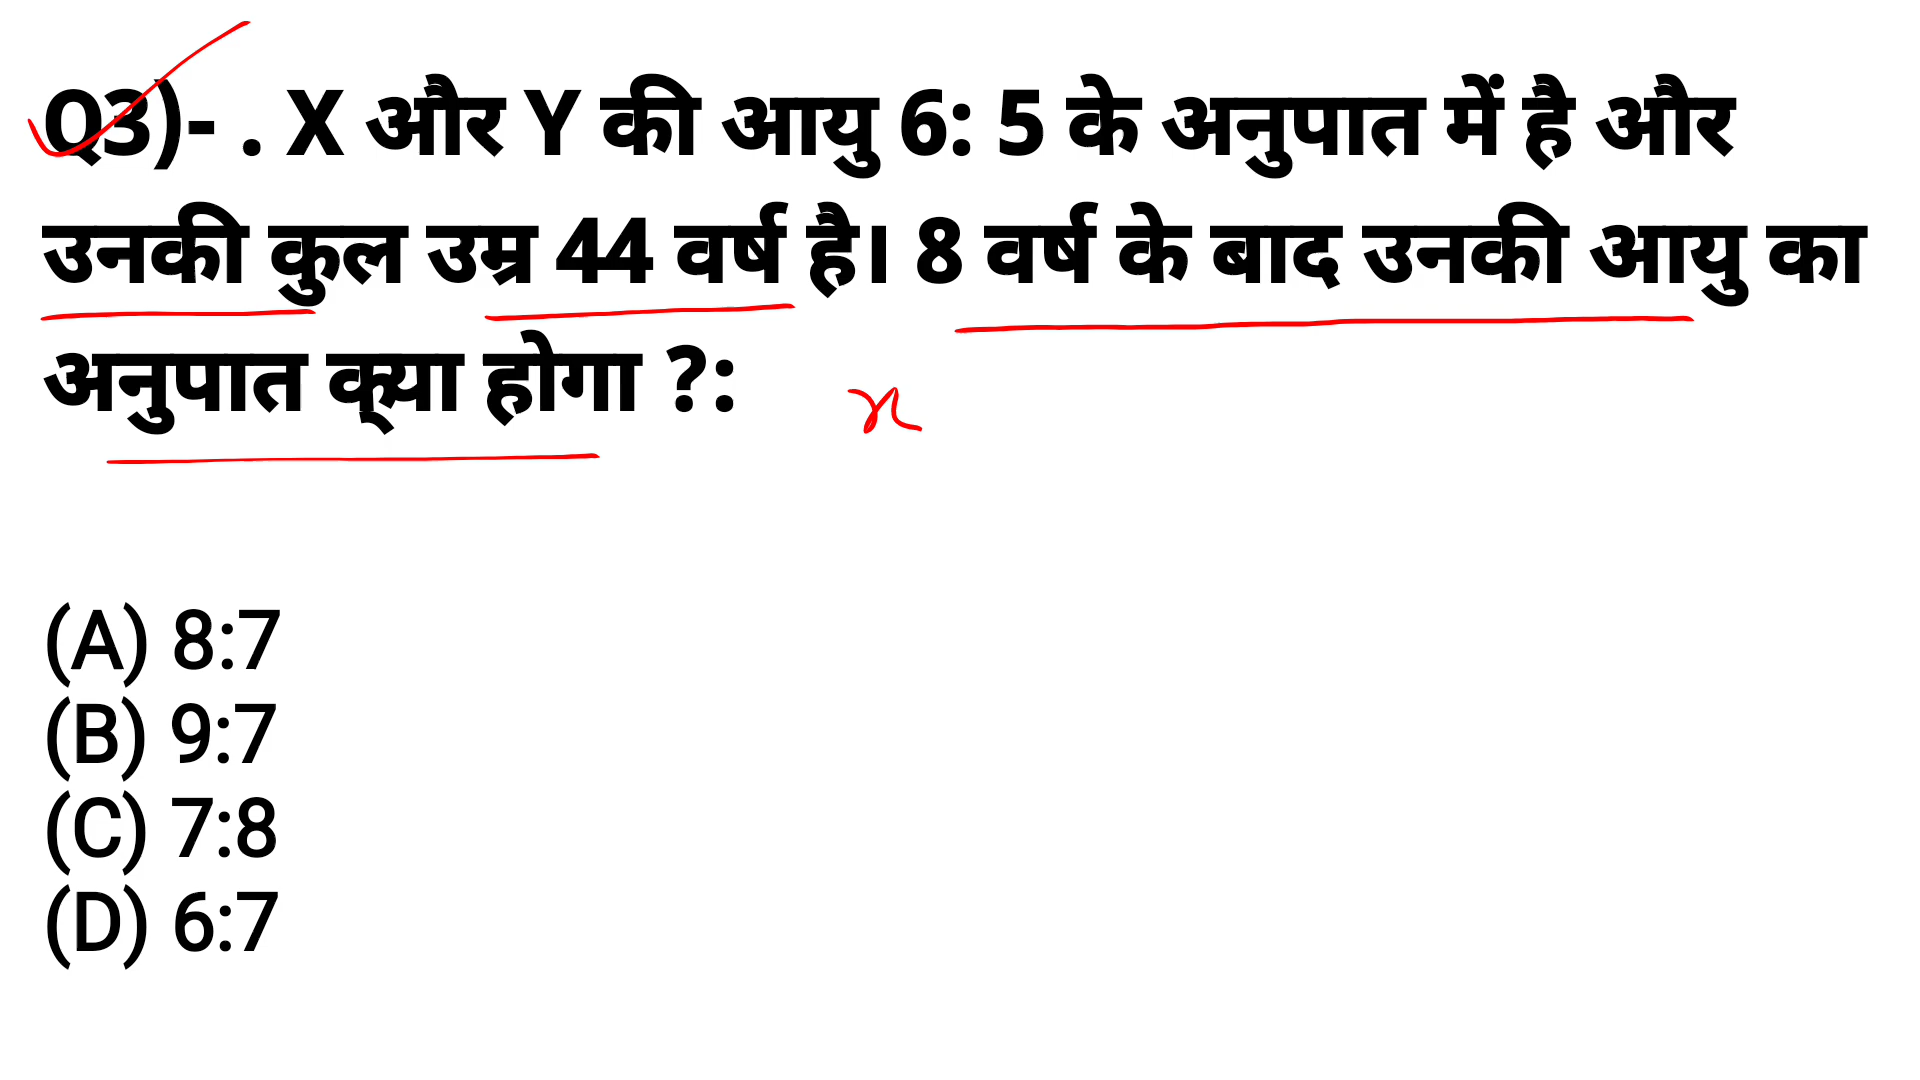 Q3)- . X और Y की आयु 6: 5 के अनुपात में है और
उनकी कुल उम्र 44 वर्ष है। 8 वर्ष के बाद उनकी आयु का
अनुपात क्या होगा ?:
x
(A) 8:7
(B) 9:7
(C) 7:8
(D) 6:7